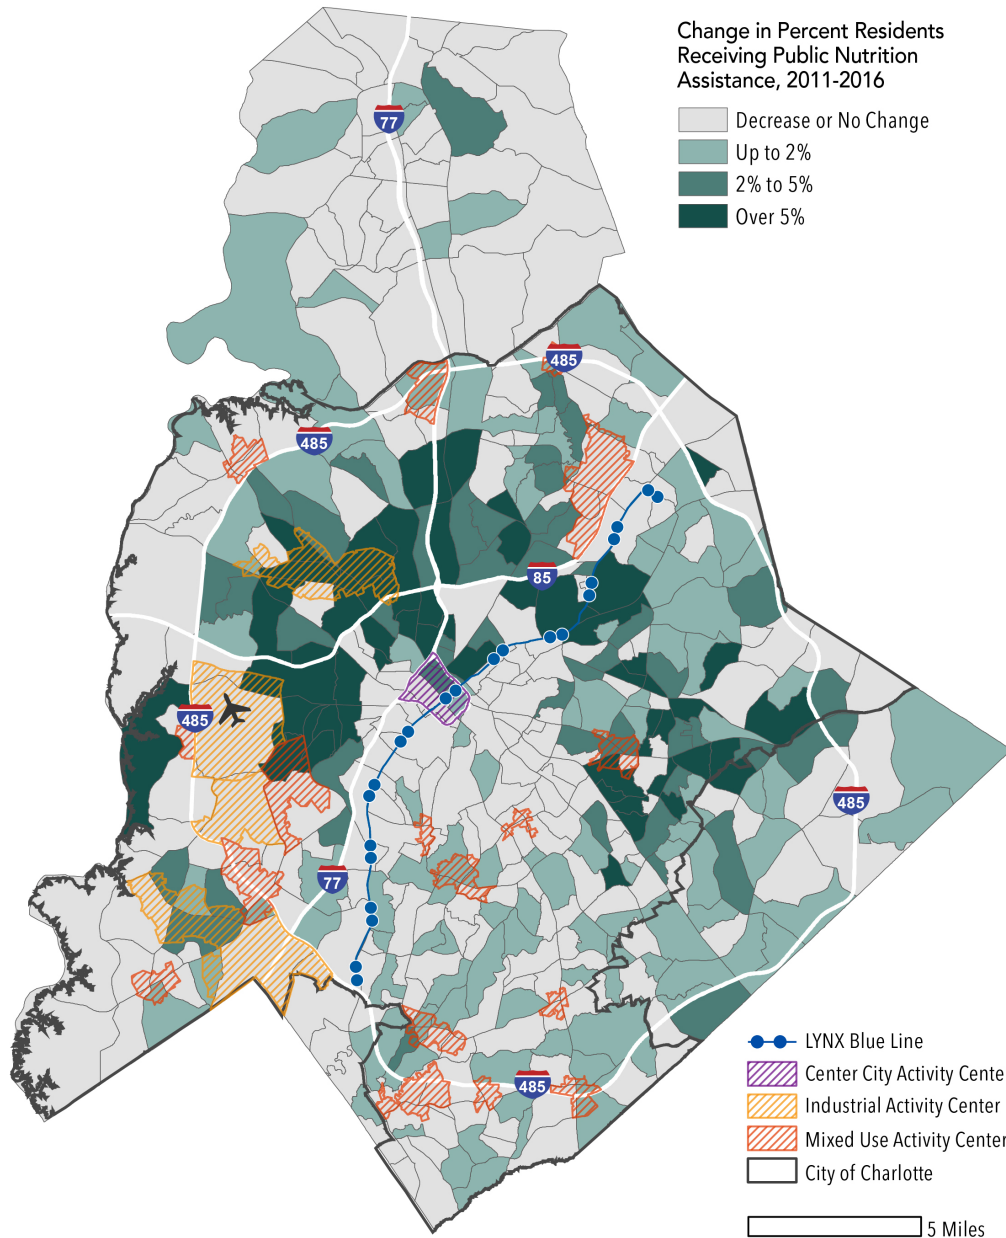 Change in Percent Residents
Receiving Public Nutrition
Assistance, 2011-2016
Decrease or No Change
Up to 2%
2% to 5%
Over 5%
77
485
485
85
485
485
77
485
LYNX Blue Line
Center City Activity Cente
Industrial Activity Center
Mixed Use Activity Center
City of Charlotte
5 Miles